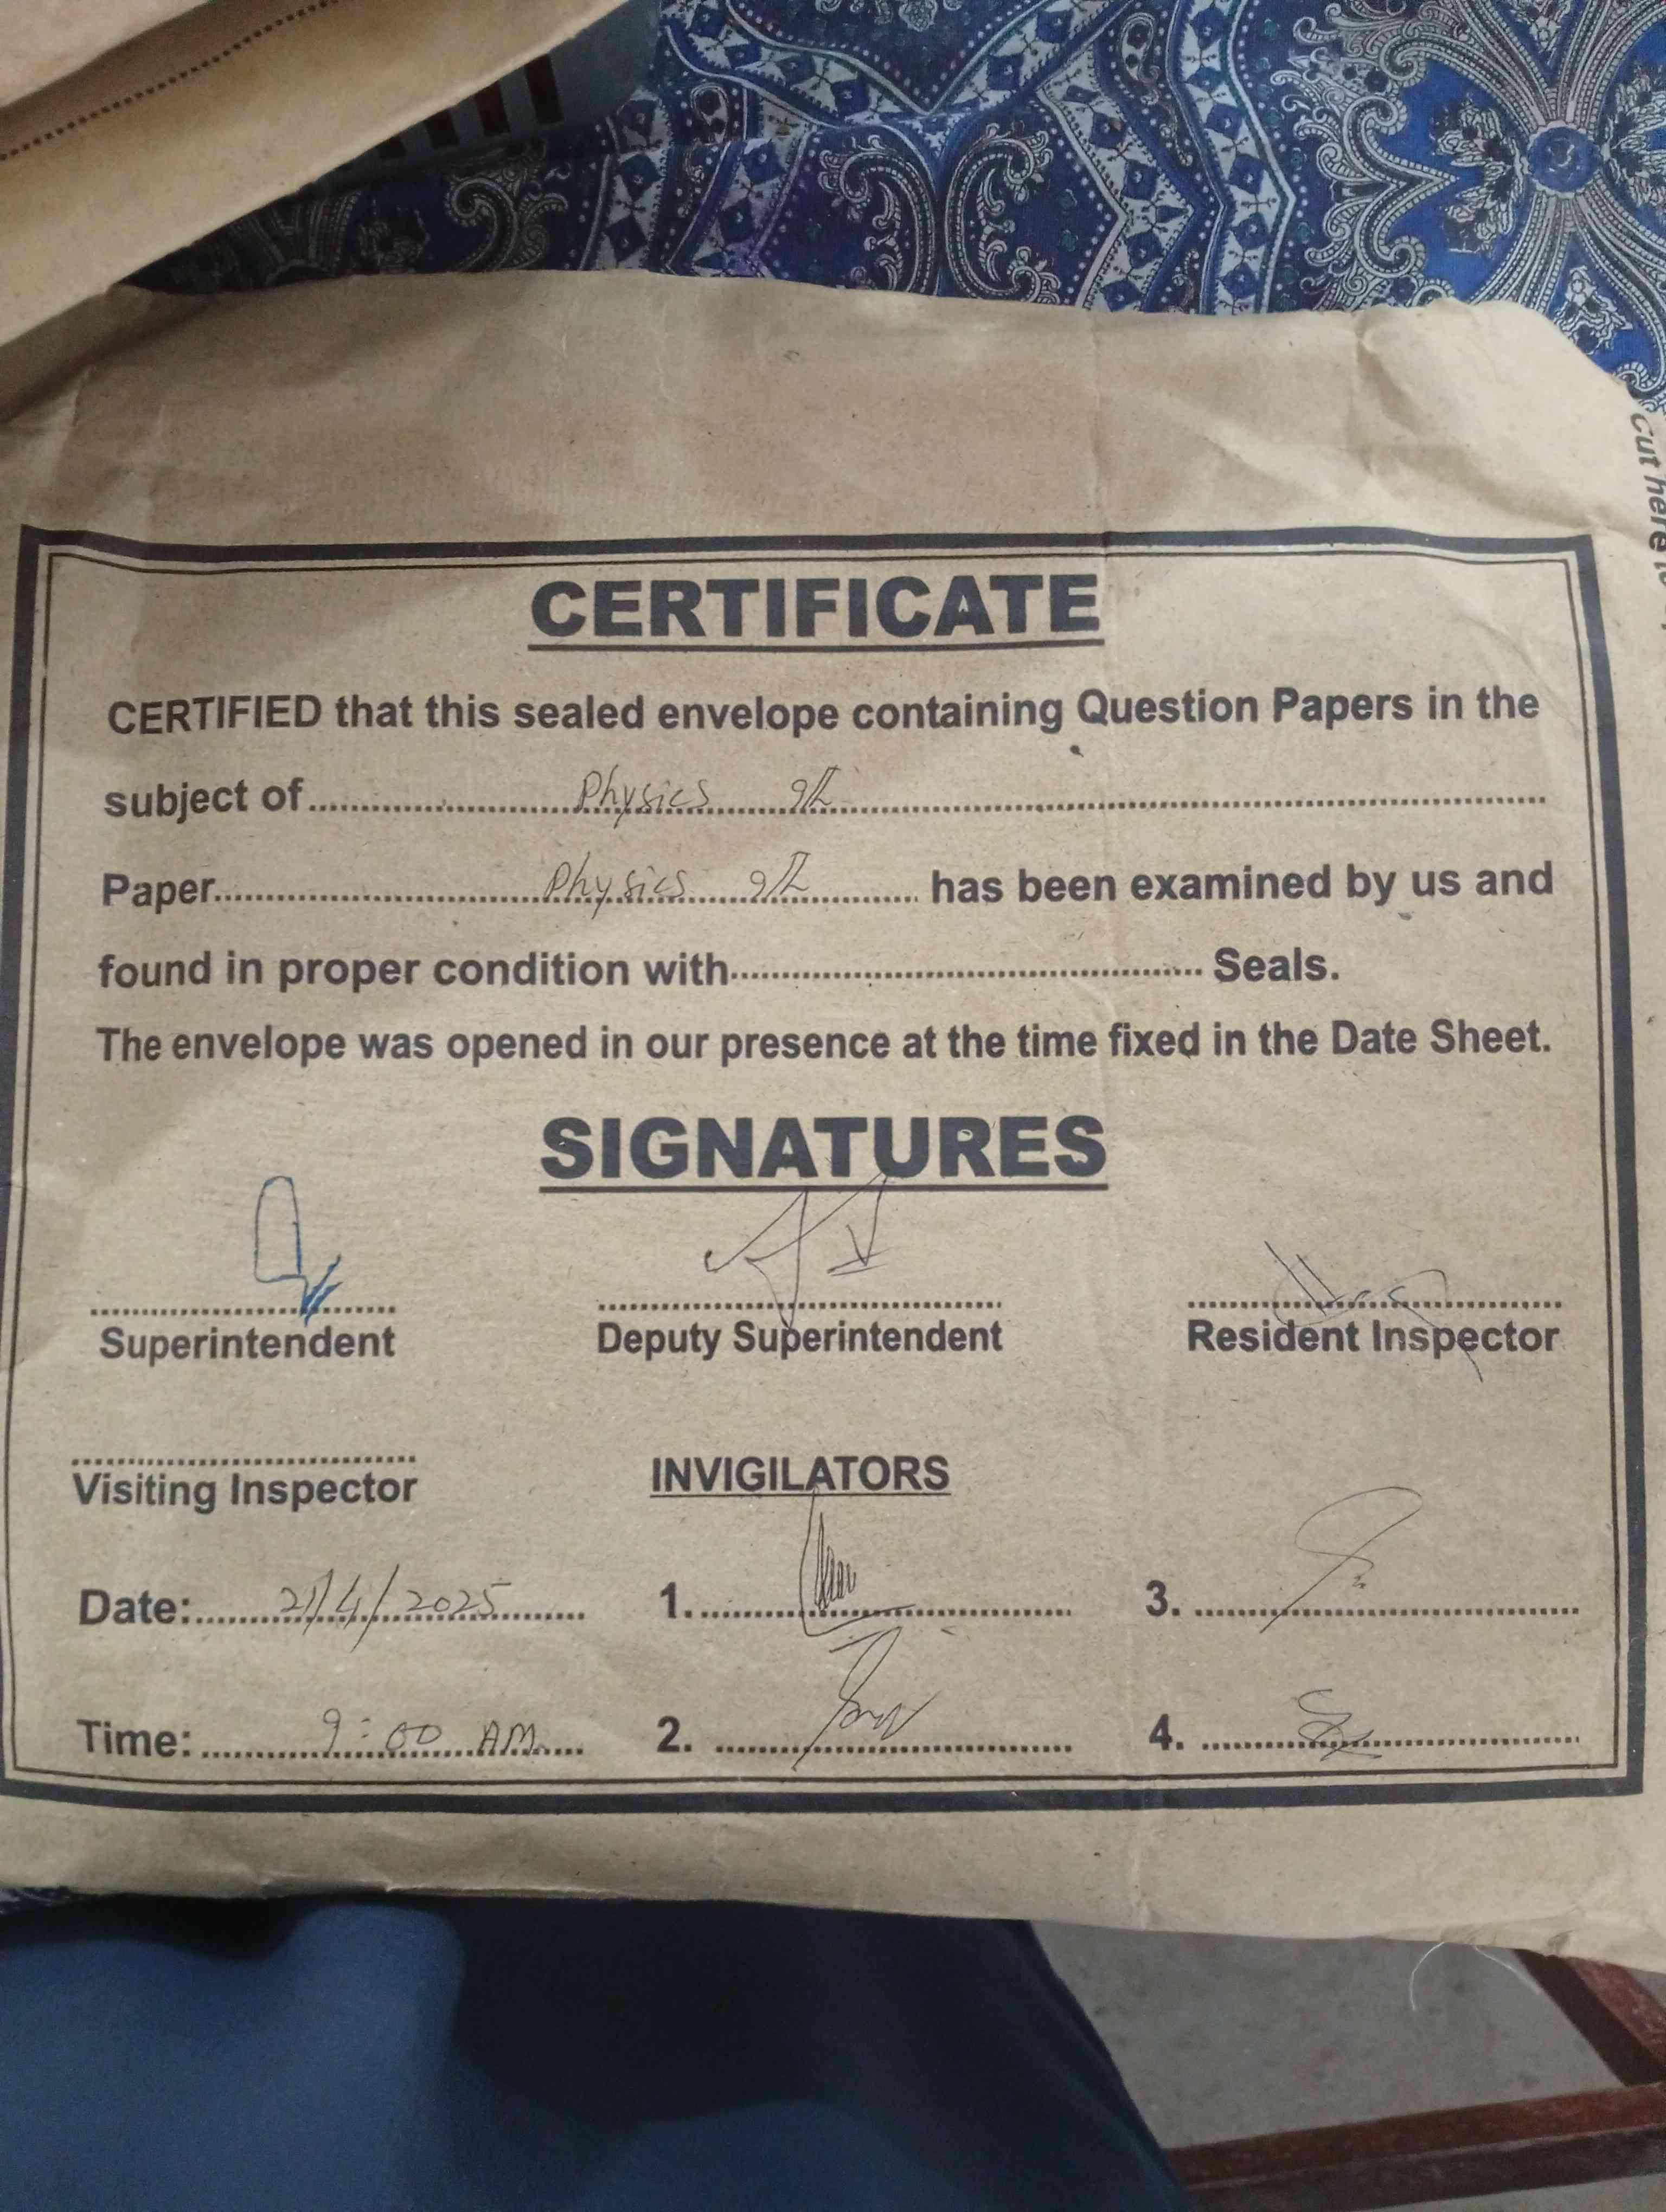 CERTIFICATE
CERTIFIED that this sealed envelope containing Question Papers in the
subject of Physics 9th
Paper Physics 9th has been examined by us and
found in proper condition with Seals.
The envelope was opened in our presence at the time fixed in the Date Sheet.
SIGNATURES
Superintendent Deputy Superintendent Resident Inspector
Visiting Inspector INVIGILATORS
Date: 21/4/2025 1. 3.
Time: 9:00 AM 2. 4.
cut here